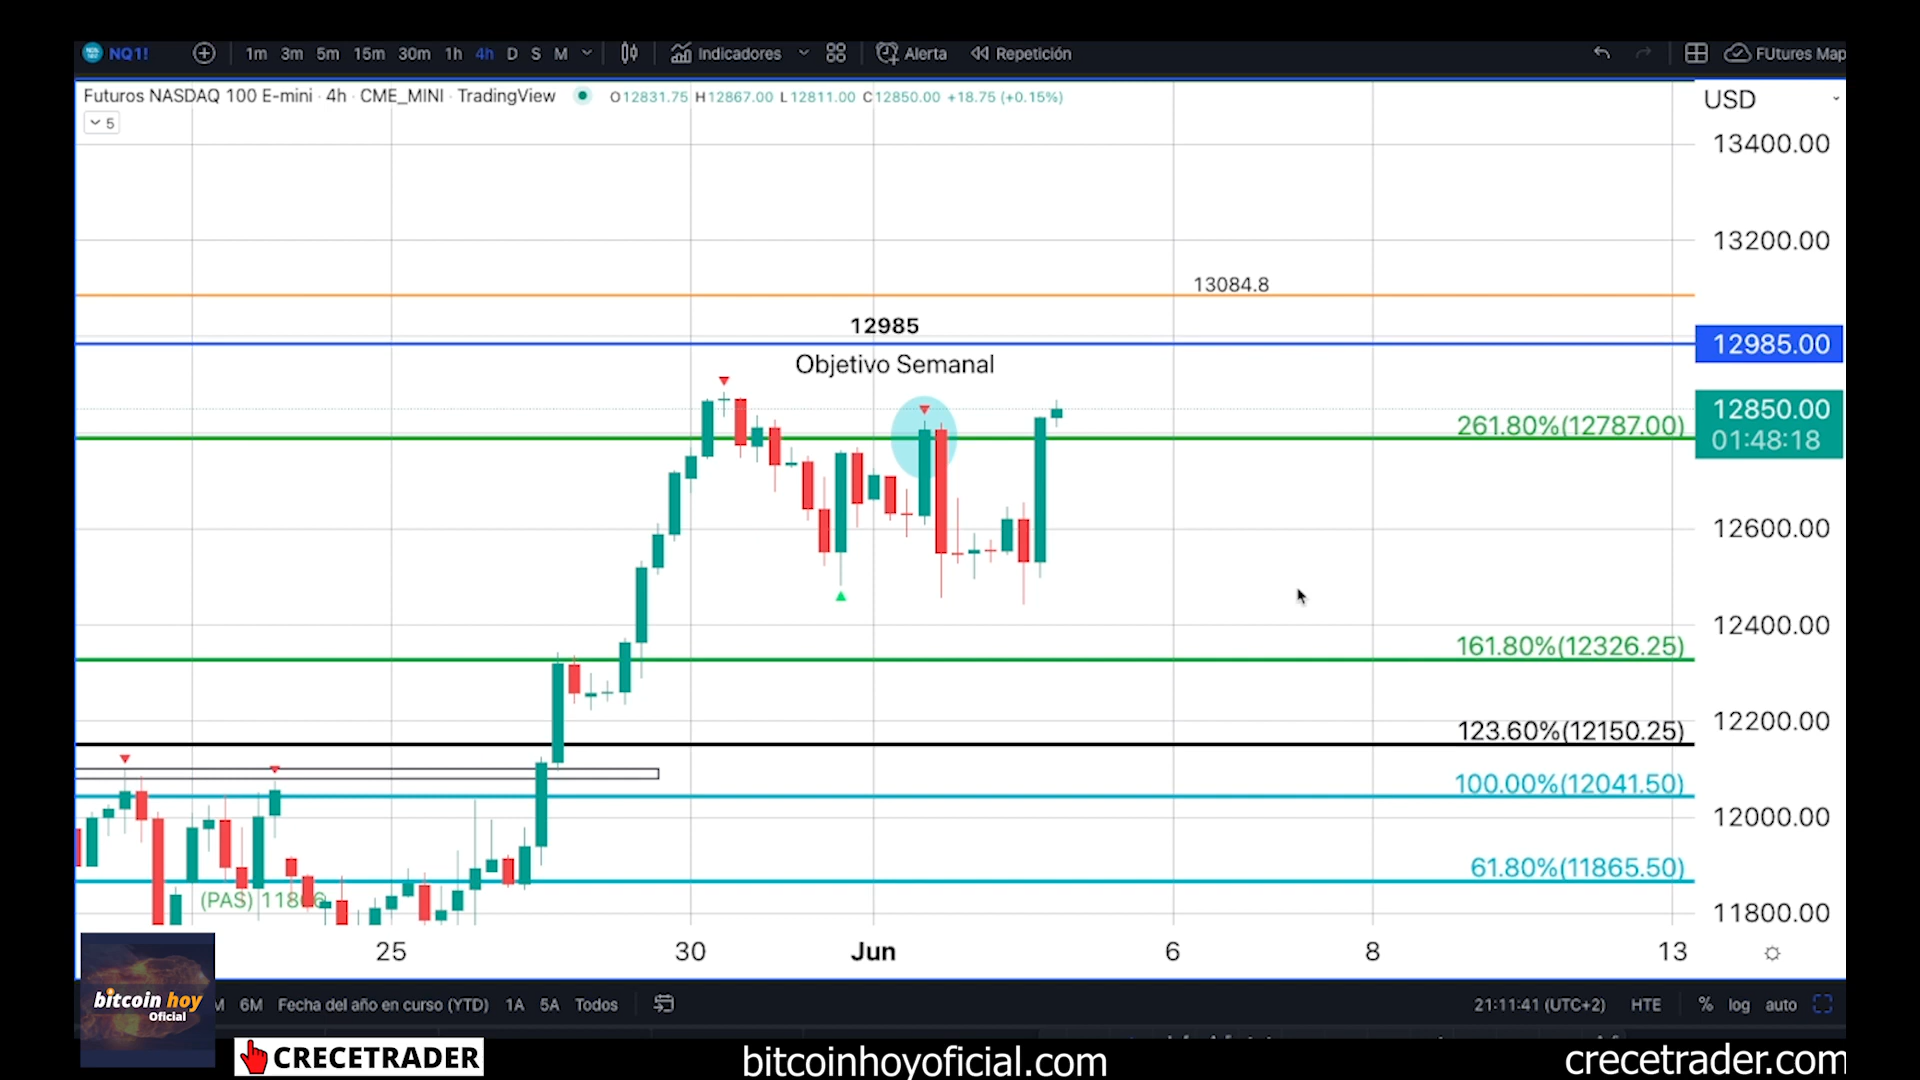 NQ1! 1m 3m 5m 15m 30m 1h 4h D S M Indicadores Alerta Repetición FUtures Map
Futuros NASDAQ 100 E-mini · 4h · CME_MINI · TradingView O12831.75 H12867.00 L12811.00 C12850.00 +18.75 (+0.15%)
5
USD
13400.00
13200.00
13084.8
12985
12985.00
Objetivo Semanal
12850.00
01:48:18
261.80%(12787.00)
12600.00
12400.00
161.80%(12326.25)
12200.00
123.60%(12150.25)
100.00%(12041.50)
12000.00
61.80%(11865.50)
(PAS) 11866
11800.00
25 30 Jun 6 8 13
6M Fecha del año en curso (YTD) 1A 5A Todos 21:11:41 (UTC+2) HTE % log auto
bitcoin hoy
Oficial
CRECETRADER
bitcoinhoyoficial.com
crecetrader.com